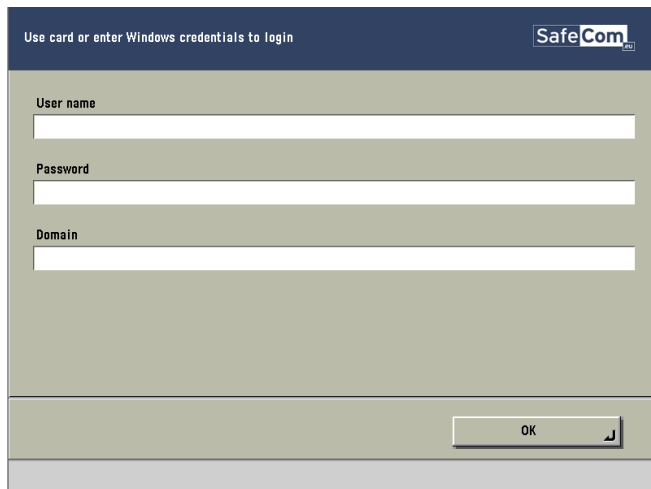 Use card or enter Windows credentials to login
SafeCom.eu
User name
Password
Domain
OK